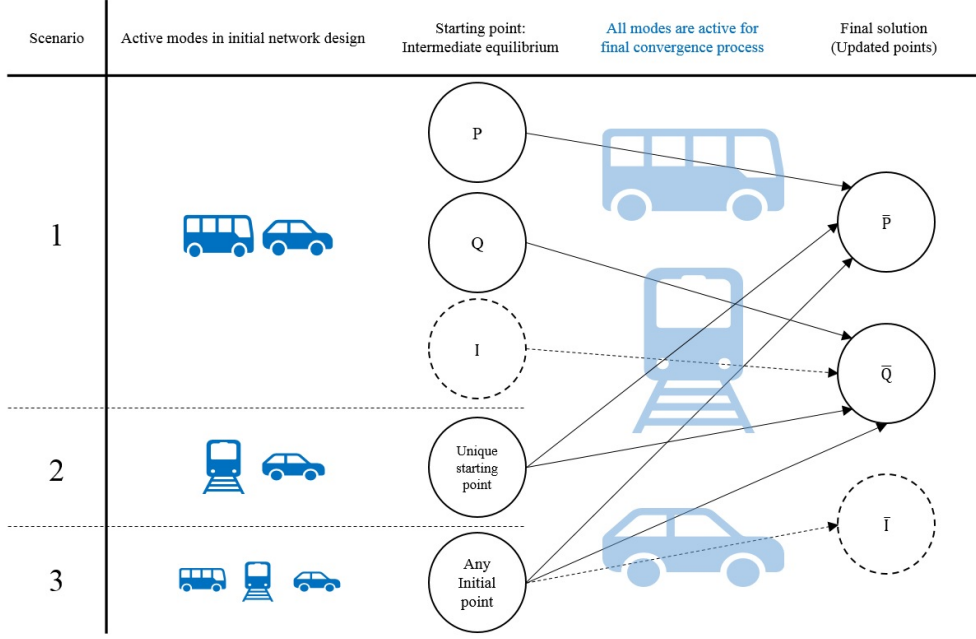 Scenario
Active modes in initial network design
Starting point:
Intermediate equilibrium
All modes are active for
final convergence process
Final solution
(Updated points)
1
P
Q
I
P̅
Q̅
I̅
2
Unique
starting
point
3
Any
Initial
point